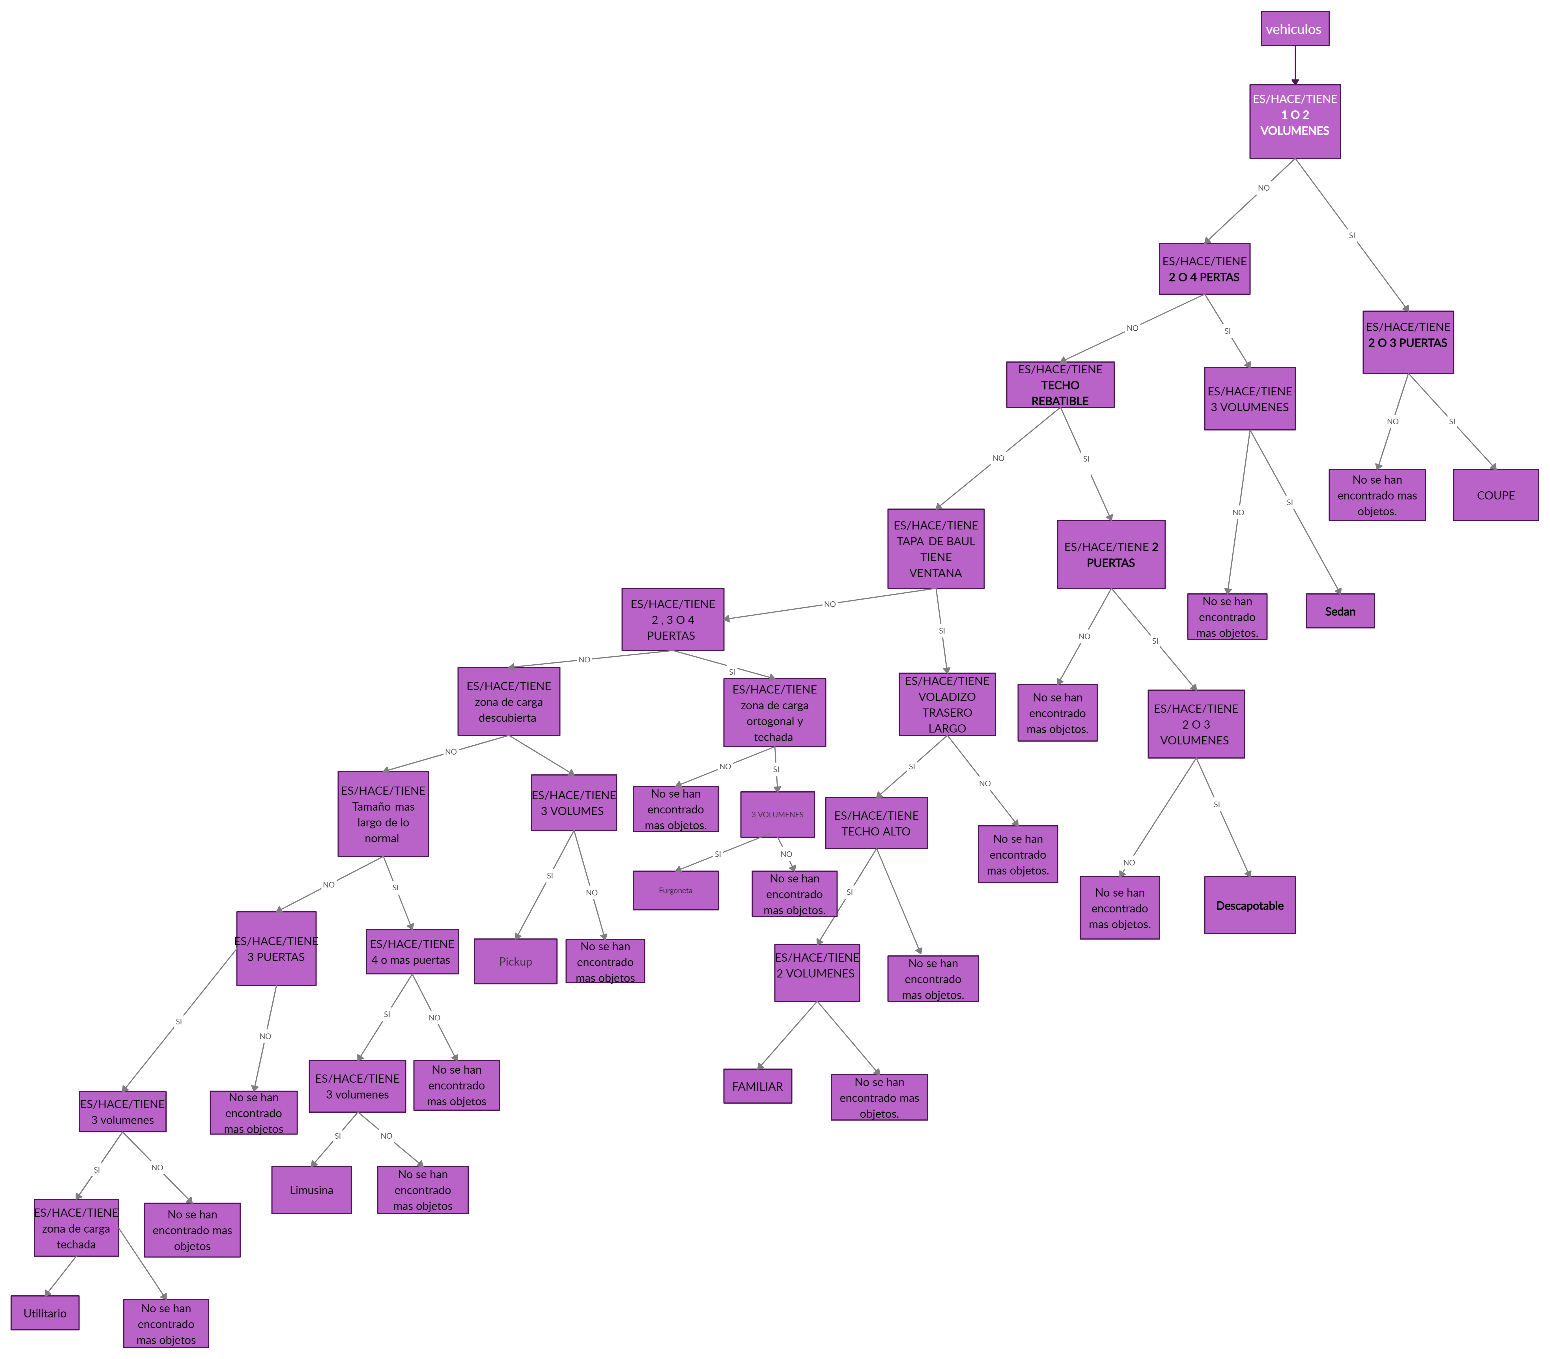 vehiculos
ES/HACE/TIENE
1 O 2
VOLUMENES
NO
SI
ES/HACE/TIENE
2 O 4 PERTAS
ES/HACE/TIENE
2 O 3 PUERTAS
NO
SI
ES/HACE/TIENE
TECHO
REBATIBLE
ES/HACE/TIENE
3 VOLUMENES
NO
SI
No se han
encontrado mas
objetos.
COUPE
NO
SI
NO
SI
ES/HACE/TIENE
TAPA DE BAUL
TIENE
VENTANA
ES/HACE/TIENE 2
PUERTAS
No se han
encontrado
mas objetos.
Sedan
NO
SI
NO
SI
ES/HACE/TIENE
2 , 3 O 4
PUERTAS
NO
SI
ES/HACE/TIENE
zona de carga
descubierta
ES/HACE/TIENE
zona de carga
ortogonal y
techada
ES/HACE/TIENE
VOLADIZO
TRASERO
LARGO
No se han
encontrado
mas objetos.
ES/HACE/TIENE
2 O 3
VOLUMENES
NO
NO
SI
SI
NO
ES/HACE/TIENE
Tamaño mas
largo de lo
normal
ES/HACE/TIENE
3 VOLUMES
No se han
encontrado
mas objetos.
3 VOLUMENES
ES/HACE/TIENE
TECHO ALTO
No se han
encontrado
mas objetos.
NO
SI
SI
NO
Furgoneta
No se han
encontrado
mas objetos.
No se han
encontrado
mas objetos.
Descapotable
NO
SI
SI
NO
SI
ES/HACE/TIENE
3 PUERTAS
ES/HACE/TIENE
4 o mas puertas
Pickup
No se han
encontrado
mas objetos
ES/HACE/TIENE
2 VOLUMENES
No se han
encontrado
mas objetos.
SI
NO
SI
NO
ES/HACE/TIENE
3 volumenes
No se han
encontrado
mas objetos
FAMILIAR
No se han
encontrado mas
objetos.
ES/HACE/TIENE
3 volumenes
No se han
encontrado
mas objetos
SI
NO
SI
NO
Limusina
No se han
encontrado
mas objetos
ES/HACE/TIENE
zona de carga
techada
No se han
encontrado mas
objetos
Utilitario
No se han
encontrado
mas objetos